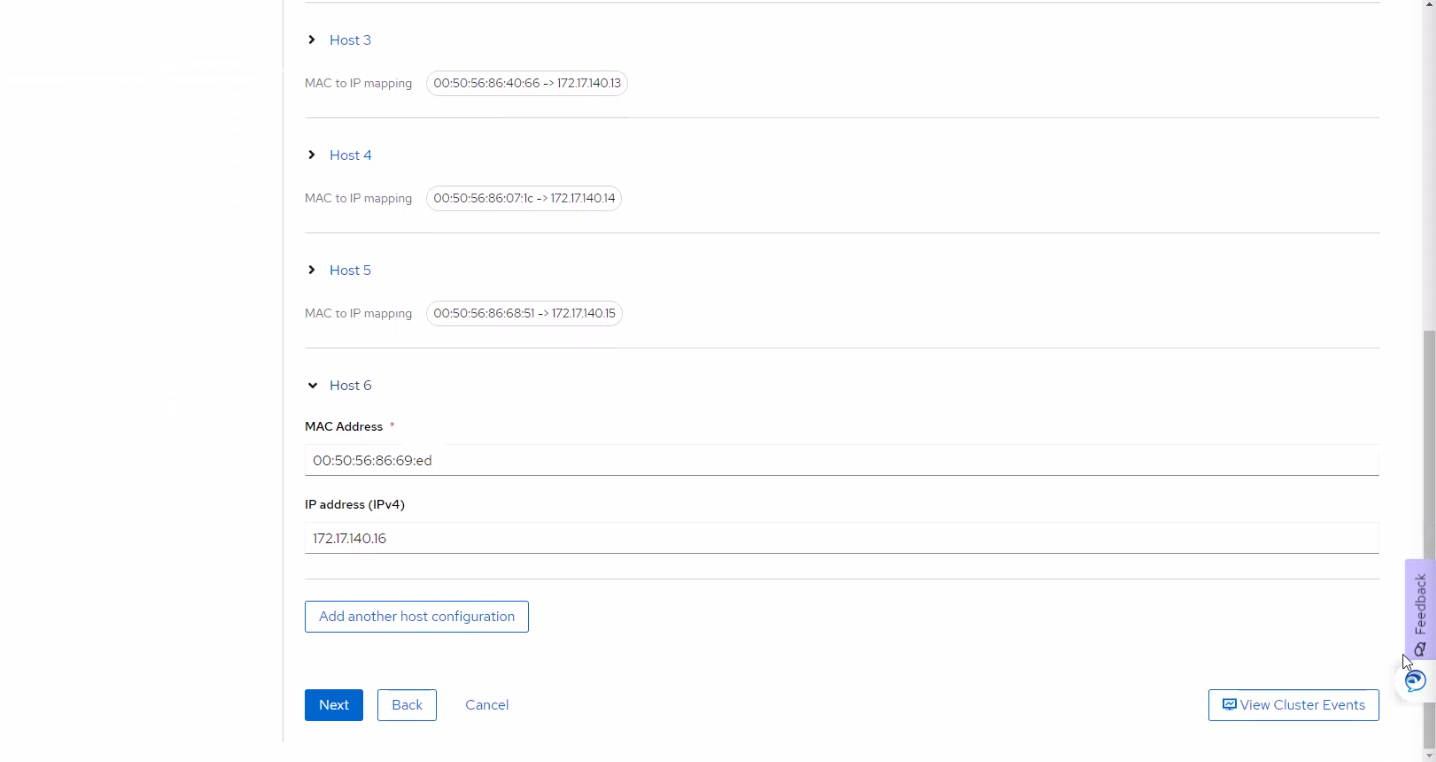 Host 3
MAC to IP mapping 00:50:56:86:40:66 -> 172.17.140.13
Host 4
MAC to IP mapping 00:50:56:86:07:1c -> 172.17.140.14
Host 5
MAC to IP mapping 00:50:56:86:68:51 -> 172.17.140.15
Host 6
MAC Address *
00:50:56:86:69:ed
IP address (IPv4)
172.17.140.16
Add another host configuration
Next Back Cancel View Cluster Events
Feedback